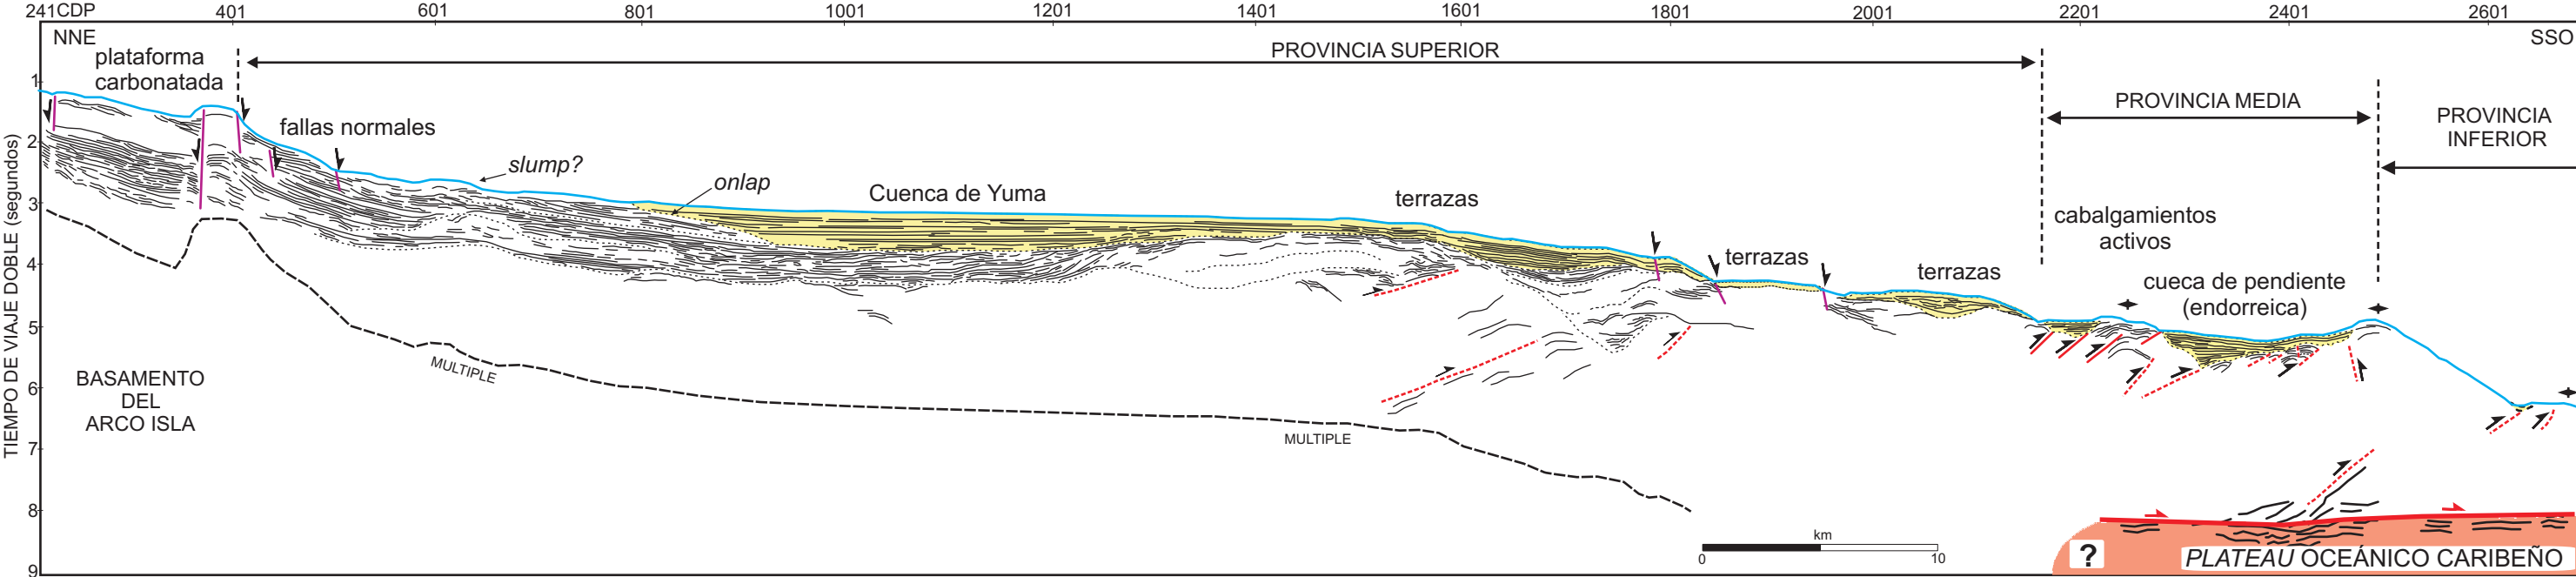 241CDP 401 601 801 1001 1201 1401 1601 1801 2001 2201 2401 2601
NNE
SSO
plataforma
carbonatada
PROVINCIA SUPERIOR
PROVINCIA MEDIA
PROVINCIA
INFERIOR
fallas normales
slump?
onlap
Cuenca de Yuma
terrazas
terrazas
terrazas
cabalgamientos
activos
cueca de pendiente
(endorreica)
TIEMPO DE VIAJE DOBLE (segundos)
1
2
3
4
5
6
7
8
9
BASAMENTO
DEL
ARCO ISLA
MULTIPLE
MULTIPLE
km
0 10
?
PLATEAU OCEÁNICO CARIBEÑO